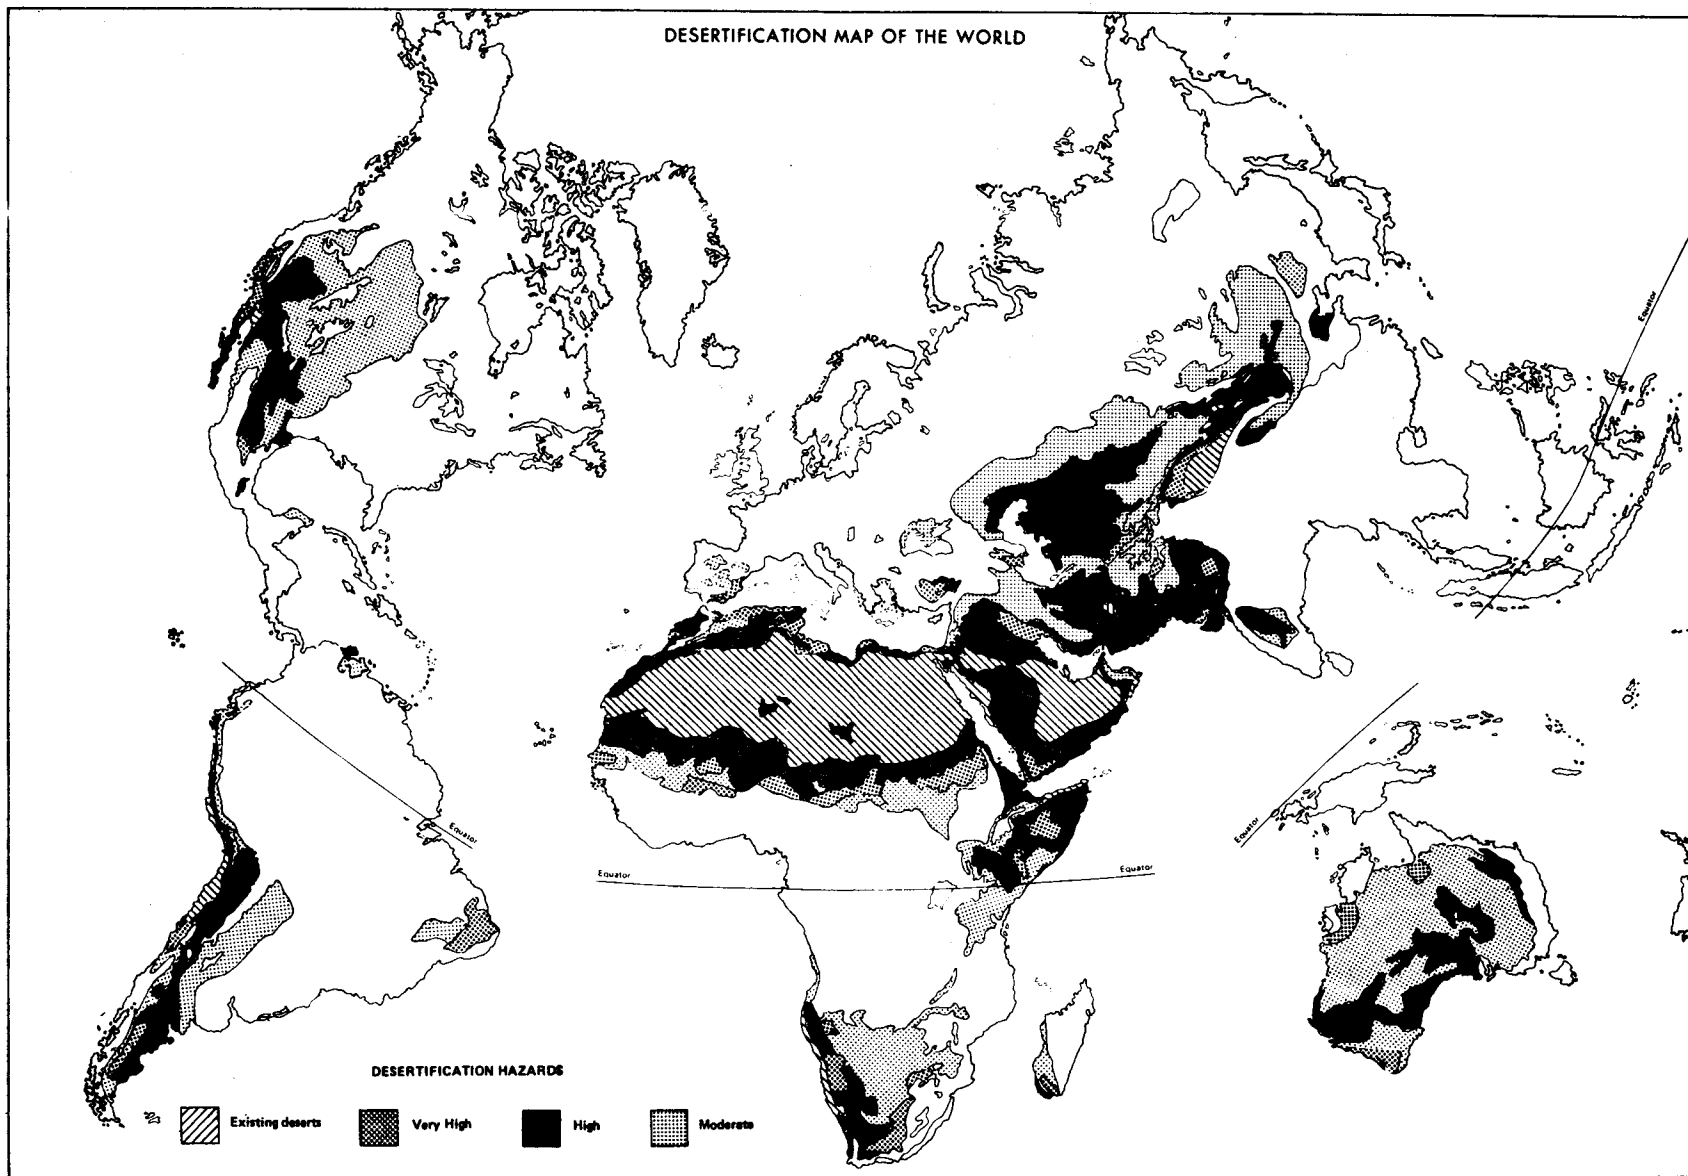 DESERTIFICATION MAP OF THE WORLD
Equator
Equator
Equator
Equator
Equator
DESERTIFICATION HAZARDS
Existing deserts
Very High
High
Moderate